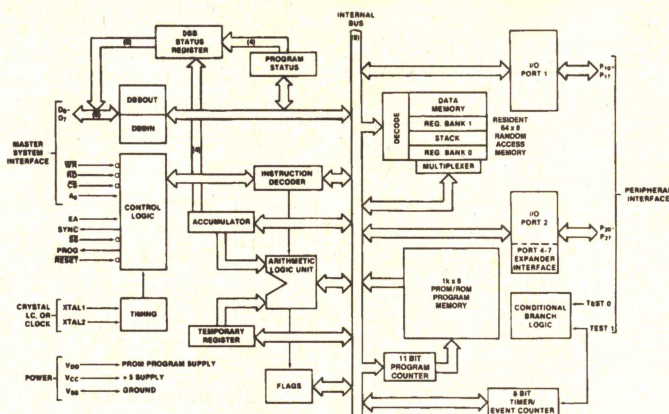 INTERNAL
BUS
(8)
DBB
STATUS
REGISTER
(8)
(4)
PROGRAM
STATUS
I/O
PORT 1
P10-
P17
D0-
D7
(8)
DBBOUT
DBBIN
MASTER
SYSTEM
INTERFACE
DECODE
DATA
MEMORY
REG. BANK 1
STACK
REG. BANK 0
MULTIPLEXER
RESIDENT
64 x 8
RANDOM
ACCESS
MEMORY
WR
RD
CS
A0
CONTROL
LOGIC
INSTRUCTION
DECODER
(4)
PERIPHERAL
INTERFACE
EA
SYNC
SS
PROG
RESET
ACCUMULATOR
I/O
PORT 2
PORT 4-7
EXPANDER
INTERFACE
P20-
P27
ARITHMETIC
LOGIC UNIT
1k x 8
PROM/ROM
PROGRAM
MEMORY
CRYSTAL
LC, OR
CLOCK
XTAL1
XTAL2
TIMING
TEMPORARY
REGISTER
CONDITIONAL
BRANCH
LOGIC
TEST 0
TEST 1
POWER
VDD
PROM PROGRAM SUPPLY
VCC
+ 5 SUPPLY
VSS
GROUND
FLAGS
11 BIT
PROGRAM
COUNTER
8 BIT
TIMER/
EVENT COUNTER